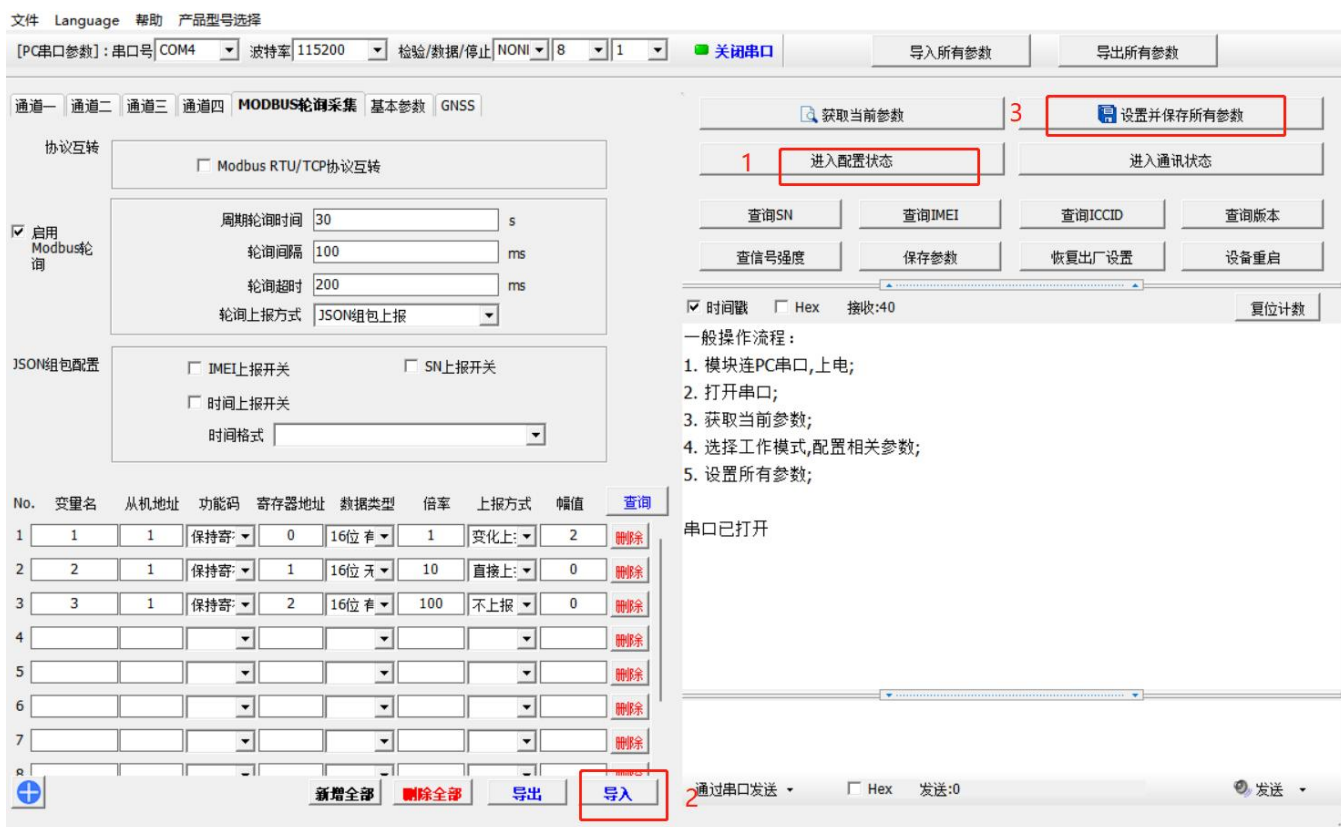 文件 Language 帮助 产品型号选择
[PC串口参数]：串口号 COM4 波特率 115200 检验/数据/停止 NONI 8 1 关闭串口 导入所有参数 导出所有参数
通道一 通道二 通道三 通道四 MODBUS轮询采集 基本参数 GNSS
协议互转
Modbus RUT/TCP协议互转
启用
Modbus轮
询
周期轮询时间 30 s
轮询间隔 100 ms
轮询超时 200 ms
轮询上报方式 JSON组包上报
JSON组包配置
IMEI上报开关 SN上报开关
时间上报开关
时间格式
No. 变量名 从机地址 功能码 寄存器地址 数据类型 倍率 上报方式 幅值 查询
1 1 1 保持寄 0 16位 有 1 变化上 2 删除
2 2 1 保持寄 1 16位 无 10 直接上 0 删除
3 3 1 保持寄 2 16位 有 100 不上报 0 删除
4 删除
5 删除
6 删除
7 删除
8
新增全部 删除全部 导出 导入 2
获取当前参数 3 设置并保存所有参数
1 进入配置状态 进入通讯状态
查询SN 查询IMEI 查询ICCID 查询版本
查信号强度 保存参数 恢复出厂设置 设备重启
时间戳 Hex 接收:40 复位计数
一般操作流程：
1. 模块连PC串口,上电;
2. 打开串口;
3. 获取当前参数;
4. 选择工作模式,配置相关参数;
5. 设置所有参数;
串口已打开
通过串口发送 Hex 发送:0 发送